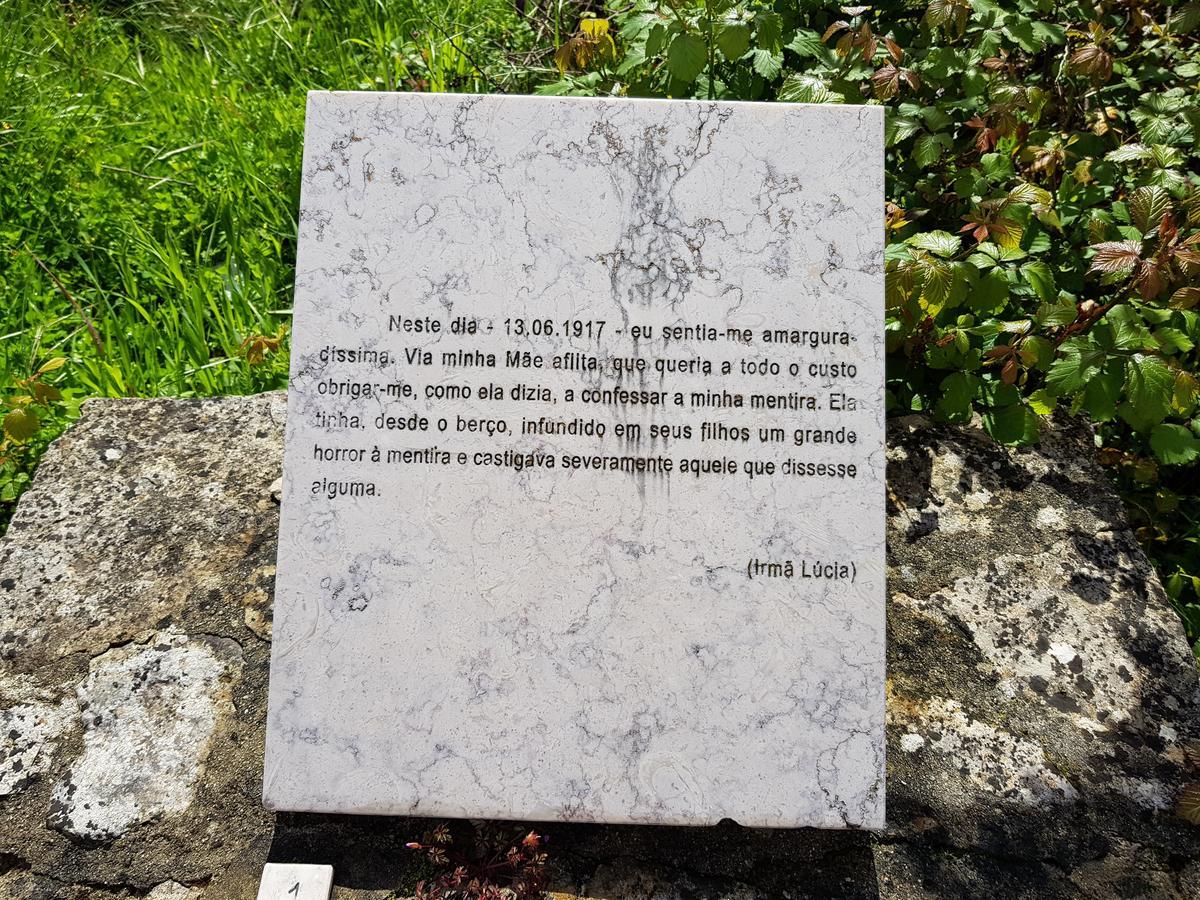 Neste dia - 13.06.1917 - eu sentia-me amargura-
dissima. Via minha Mãe aflita, que queria a todo o custo
obrigar-me, como ela dizia, a confessar a minha mentira. Ela
tinha, desde o berço, infundido em seus filhos um grande
horror à mentira e castigava severamente aquele que dissesse
alguma.
(Irmã Lúcia)
1